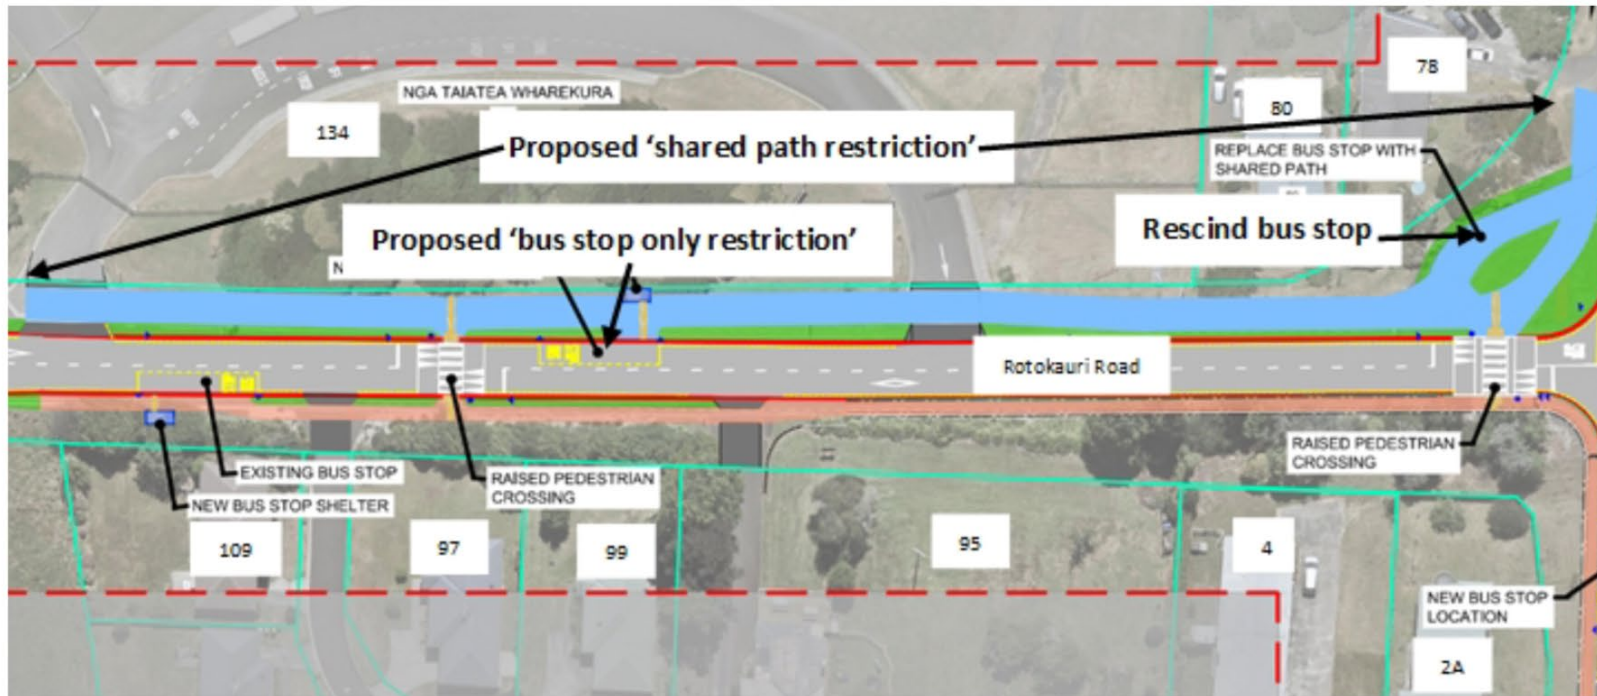 78
NGA TAIATEA WHAREKURA
80
134
Proposed ‘shared path restriction’
REPLACE BUS STOP WITH
SHARED PATH
Proposed ‘bus stop only restriction’
Rescind bus stop
N
Rotokauri Road
EXISTING BUS STOP
NEW BUS STOP SHELTER
RAISED PEDESTRIAN
CROSSING
RAISED PEDESTRIAN
CROSSING
109
97
99
95
4
NEW BUS STOP
LOCATION
2A